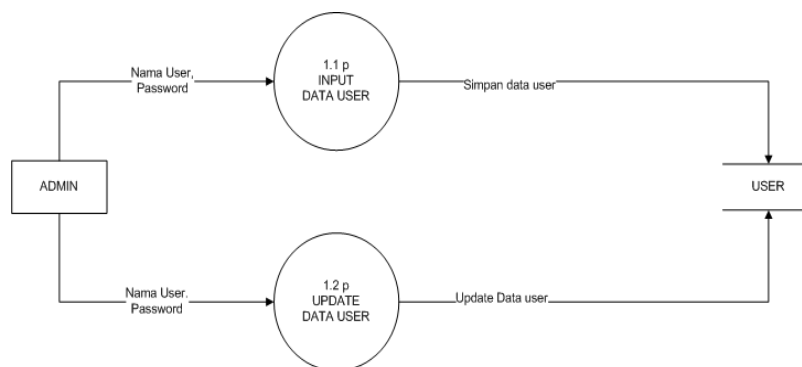 1.1 p
INPUT
DATA USER
Nama User,
Password
Simpan data user
ADMIN
USER
1.2 p
UPDATE
DATA USER
Nama User.
Password
Update Data user